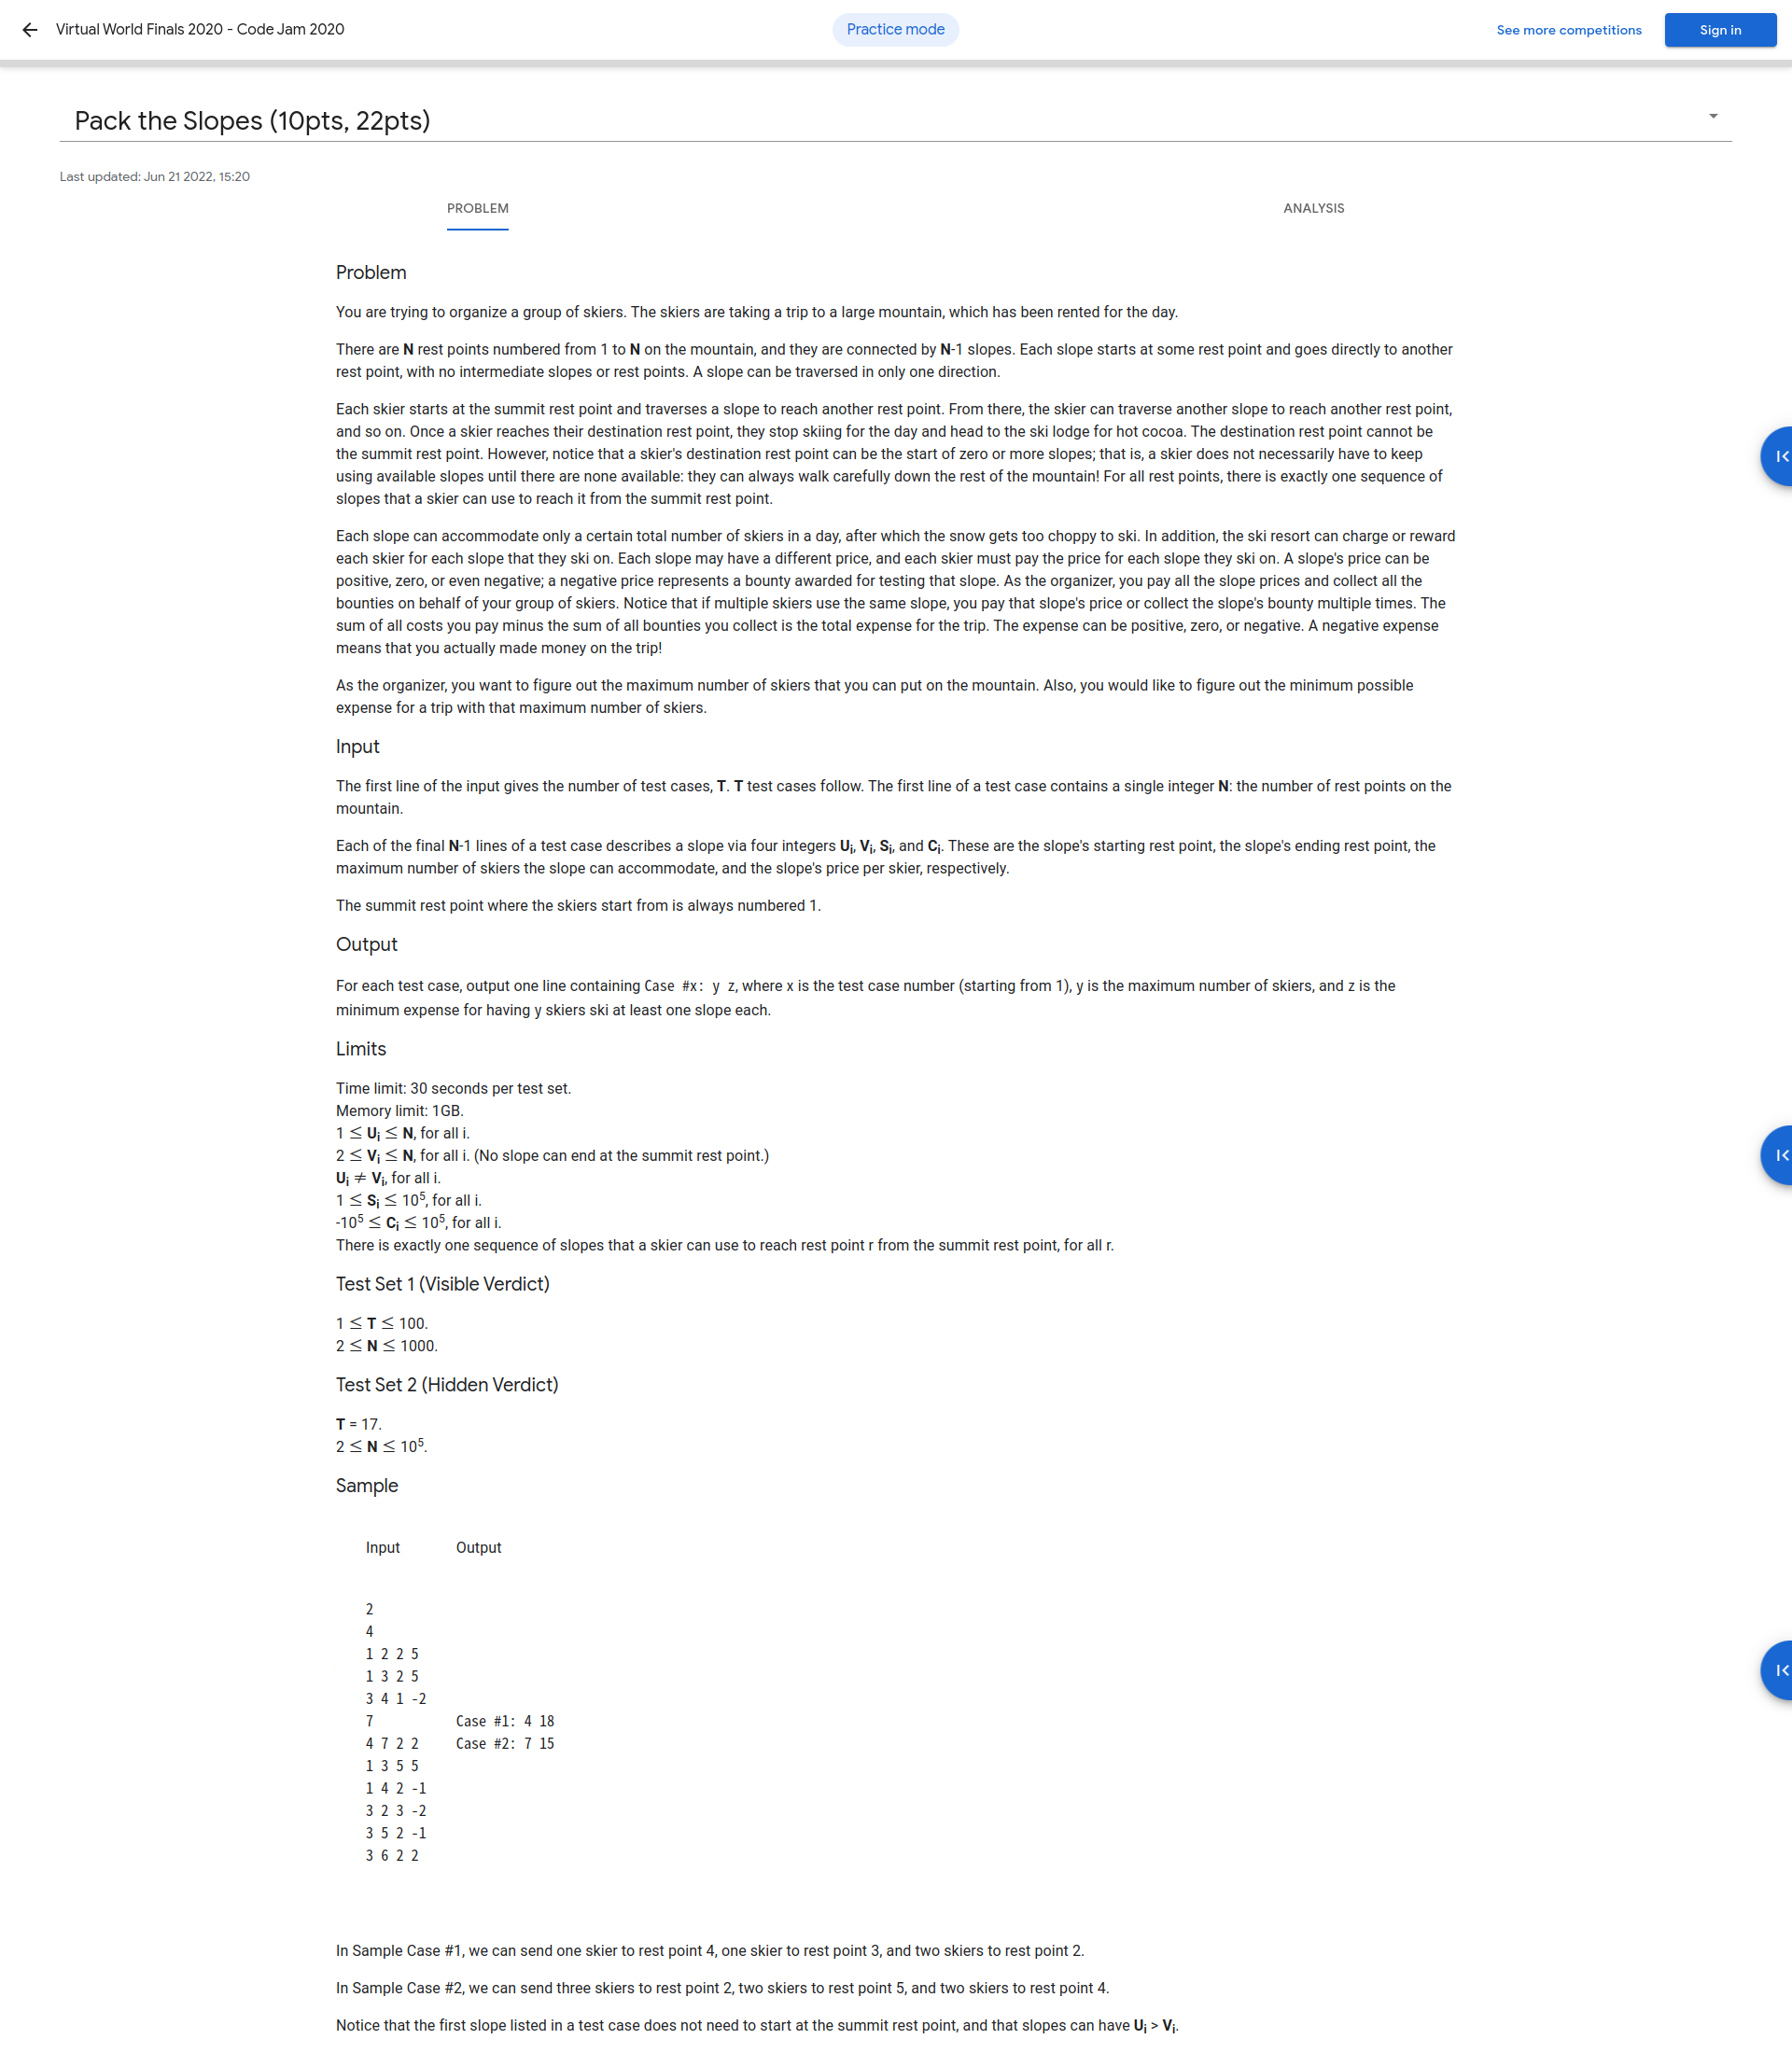 Virtual World Finals 2020 - Code Jam 2020
Practice mode
See more competitions
Sign in
Pack the Slopes (10pts, 22pts)
Last updated: Jun 21 2022, 15:20
PROBLEM
ANALYSIS
Problem
You are trying to organize a group of skiers. The skiers are taking a trip to a large mountain, which has been rented for the day.
There are N rest points numbered from 1 to N on the mountain, and they are connected by N-1 slopes. Each slope starts at some rest point and goes directly to another
rest point, with no intermediate slopes or rest points. A slope can be traversed in only one direction.
Each skier starts at the summit rest point and traverses a slope to reach another rest point. From there, the skier can traverse another slope to reach another rest point,
and so on. Once a skier reaches their destination rest point, they stop skiing for the day and head to the ski lodge for hot cocoa. The destination rest point cannot be
the summit rest point. However, notice that a skier's destination rest point can be the start of zero or more slopes; that is, a skier does not necessarily have to keep
using available slopes until there are none available: they can always walk carefully down the rest of the mountain! For all rest points, there is exactly one sequence of
slopes that a skier can use to reach it from the summit rest point.
Each slope can accommodate only a certain total number of skiers in a day, after which the snow gets too choppy to ski. In addition, the ski resort can charge or reward
each skier for each slope that they ski on. Each slope may have a different price, and each skier must pay the price for each slope they ski on. A slope's price can be
positive, zero, or even negative; a negative price represents a bounty awarded for testing that slope. As the organizer, you pay all the slope prices and collect all the
bounties on behalf of your group of skiers. Notice that if multiple skiers use the same slope, you pay that slope's price or collect the slope's bounty multiple times. The
sum of all costs you pay minus the sum of all bounties you collect is the total expense for the trip. The expense can be positive, zero, or negative. A negative expense
means that you actually made money on the trip!
As the organizer, you want to figure out the maximum number of skiers that you can put on the mountain. Also, you would like to figure out the minimum possible
expense for a trip with that maximum number of skiers.
Input
The first line of the input gives the number of test cases, T. T test cases follow. The first line of a test case contains a single integer N: the number of rest points on the
mountain.
Each of the final N-1 lines of a test case describes a slope via four integers Ui, Vi, Si, and Ci. These are the slope's starting rest point, the slope's ending rest point, the
maximum number of skiers the slope can accommodate, and the slope's price per skier, respectively.
The summit rest point where the skiers start from is always numbered 1.
Output
For each test case, output one line containing Case #x: y z, where x is the test case number (starting from 1), y is the maximum number of skiers, and z is the
minimum expense for having y skiers ski at least one slope each.
Limits
Time limit: 30 seconds per test set.
Memory limit: 1GB.
1 ≤ Ui ≤ N, for all i.
2 ≤ Vi ≤ N, for all i. (No slope can end at the summit rest point.)
Ui ≠ Vi, for all i.
1 ≤ Si ≤ 10^5, for all i.
-10^5 ≤ Ci ≤ 10^5, for all i.
There is exactly one sequence of slopes that a skier can use to reach rest point r from the summit rest point, for all r.
Test Set 1 (Visible Verdict)
1 ≤ T ≤ 100.
2 ≤ N ≤ 1000.
Test Set 2 (Hidden Verdict)
T = 17.
2 ≤ N ≤ 10^5.
Sample
Input Output
2
4
1 2 2 5
1 3 2 5
3 4 1 -2
7 Case #1: 4 18
4 7 2 2 Case #2: 7 15
1 3 5 5
1 4 2 -1
3 2 3 -2
3 5 2 -1
3 6 2 2
In Sample Case #1, we can send one skier to rest point 4, one skier to rest point 3, and two skiers to rest point 2.
In Sample Case #2, we can send three skiers to rest point 2, two skiers to rest point 5, and two skiers to rest point 4.
Notice that the first slope listed in a test case does not need to start at the summit rest point, and that slopes can have Ui > Vi.